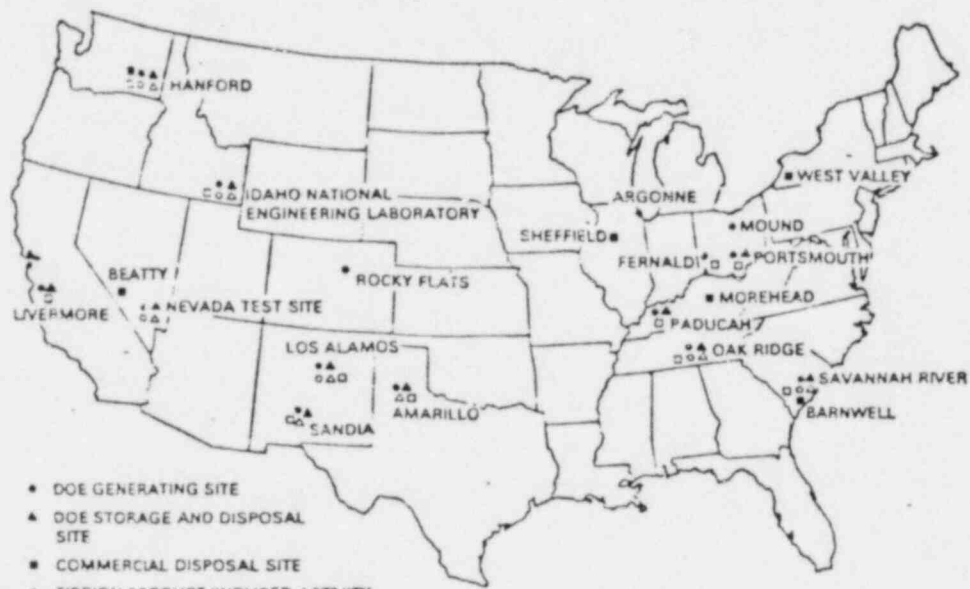 HANFORD
IDAHO NATIONAL
ENGINEERING LABORATORY
ARGONNE
WEST VALLEY
SHEFFIELD
MOUND
FERNALD
PORTSMOUTH
ROCKY FLATS
BEATTY
LIVERMORE
NEVADA TEST SITE
MOREHEAD
PADUCAH
LOS ALAMOS
OAK RIDGE
AMARILLO
SAVANNAH RIVER
SANDIA
BARNWELL
DOE GENERATING SITE
DOE STORAGE AND DISPOSAL
SITE
COMMERCIAL DISPOSAL SITE